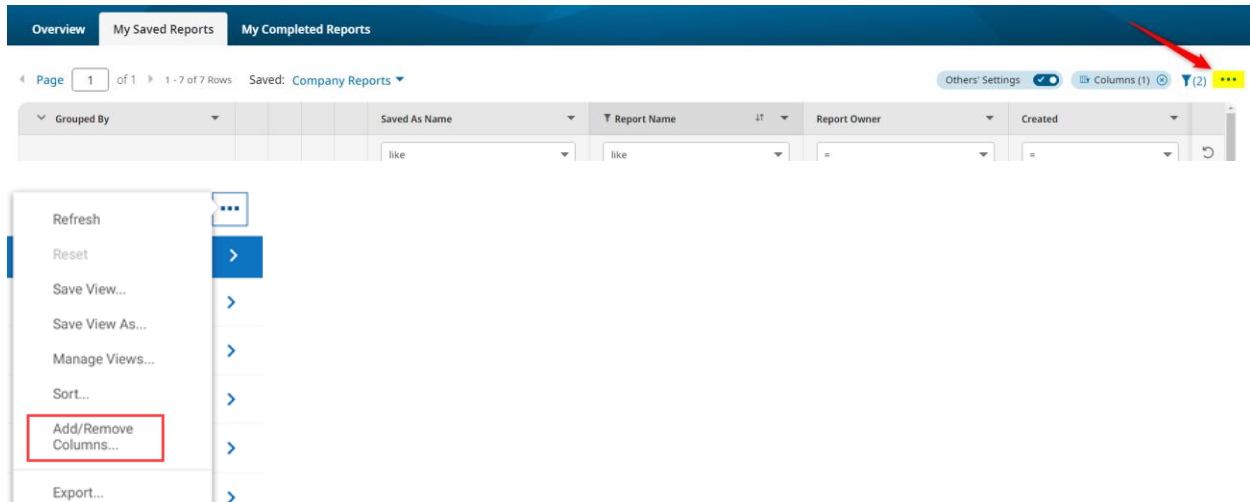 Overview My Saved Reports My Completed Reports
Page 1 of 1 1 - 7 of 7 Rows Saved: Company Reports Others' Settings Columns (1) (2)
Grouped By Saved As Name Report Name Report Owner Created
like like = =
Refresh
Reset
Save View...
Save View As...
Manage Views...
Sort...
Add/Remove
Columns...
Export...